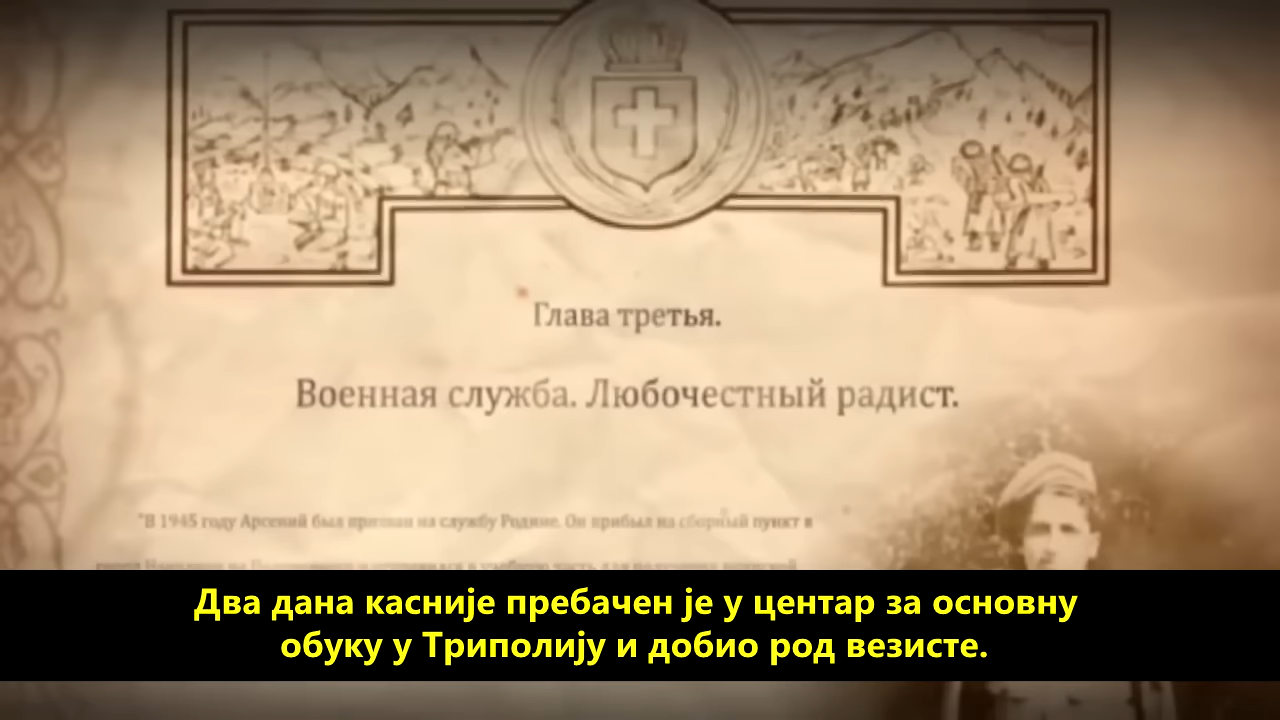 Глава третья.
Военная служба. Любочестный радист.
"В 1945 году Арсений был призван на службу Родине. Он прибыл на сборный пункт в
Два дана касније пребачен је у центар за основну
обуку у Триполију и добио род везисте.